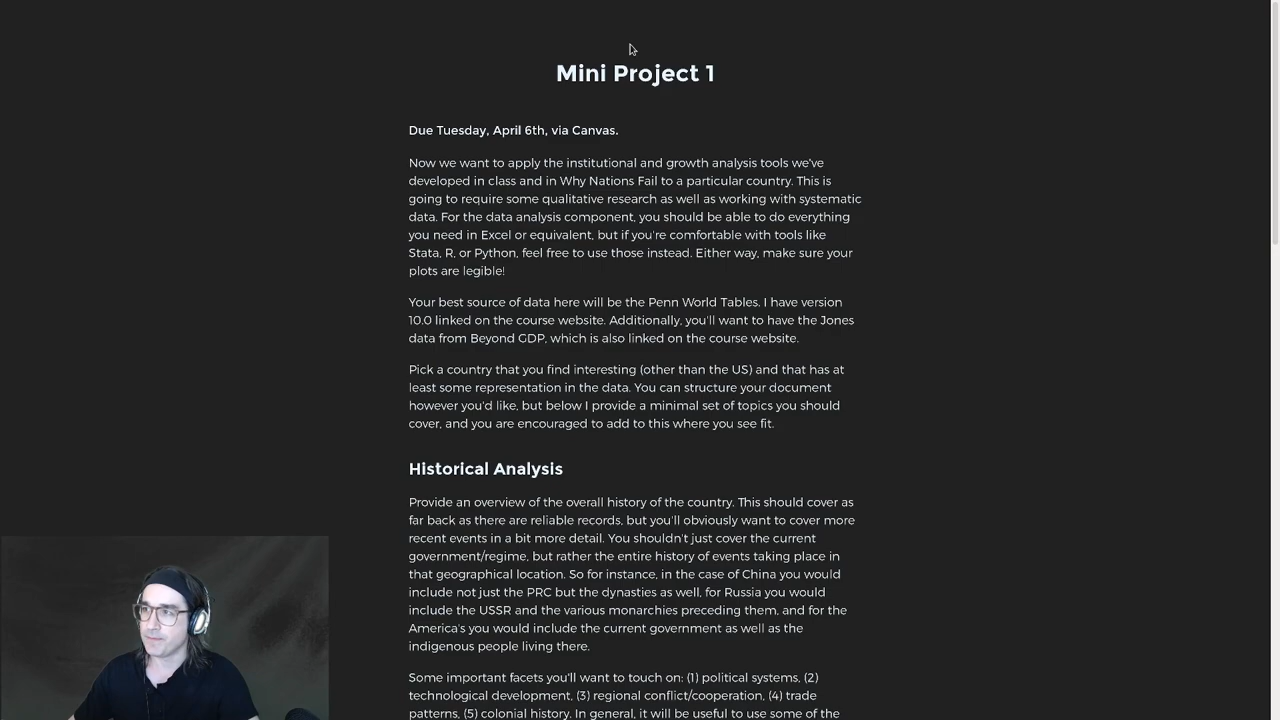 Mini Project 1
Due Tuesday, April 6th, via Canvas.
Now we want to apply the institutional and growth analysis tools we've
developed in class and in Why Nations Fail to a particular country. This is
going to require some qualitative research as well as working with systematic
data. For the data analysis component, you should be able to do everything
you need in Excel or equivalent, but if you're comfortable with tools like
Stata, R, or Python, feel free to use those instead. Either way, make sure your
plots are legible!
Your best source of data here will be the Penn World Tables. I have version
10.0 linked on the course website. Additionally, you'll want to have the Jones
data from Beyond GDP, which is also linked on the course website.
Pick a country that you find interesting (other than the US) and that has at
least some representation in the data. You can structure your document
however you'd like, but below I provide a minimal set of topics you should
cover, and you are encouraged to add to this where you see fit.
Historical Analysis
Provide an overview of the overall history of the country. This should cover as
far back as there are reliable records, but you'll obviously want to cover more
recent events in a bit more detail. You shouldn't just cover the current
government/regime, but rather the entire history of events taking place in
that geographical location. So for instance, in the case of China you would
include not just the PRC but the dynasties as well, for Russia you would
include the USSR and the various monarchies preceding them, and for the
America's you would include the current government as well as the
indigenous people living there.
Some important facets you'll want to touch on: (1) political systems, (2)
technological development, (3) regional conflict/cooperation, (4) trade
patterns, (5) colonial history. In general, it will be useful to use some of the